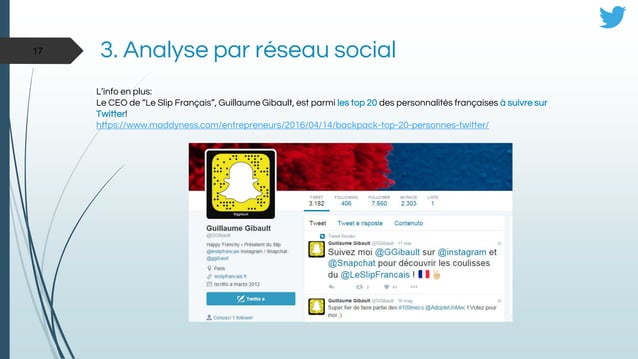 17
3. Analyse par réseau social
L'info en plus:
Le CEO de "Le Slip Français", Guillaume Gibault, est parmi les top 20 des personnalités françaises à suivre sur
Twitter!
https://www.maddyness.com/entrepreneurs/2016/04/14/backpack-top-20-personnes-twitter/
TWEET FOLLOWING FOLLOWER MI PIACE LISTE
3.182 406 7.660 2.303 1
Guillaume Gibault
@GGibault
Happy Frenchy • Président du Slip
@leslipfrancais Instagram / Snapchat :
@ggibault
Paris
leslipfrancais.fr
Iscritto a marzo 2012
Twitta a
Conosci 1 follower
Tweet Tweet e risposte Contenuto
Tweet fissato
Guillaume Gibault @GGibault · 11 mar
Suivez moi @GGibault sur @instagram et
@Snapchat pour découvrir les coulisses
du @LeSlipFrancais !
Guillaume Gibault @GGibault · 18 mag
Super fier de faire partie des #100mecs @AdopteUnMec ! Votez pour
moi ;)